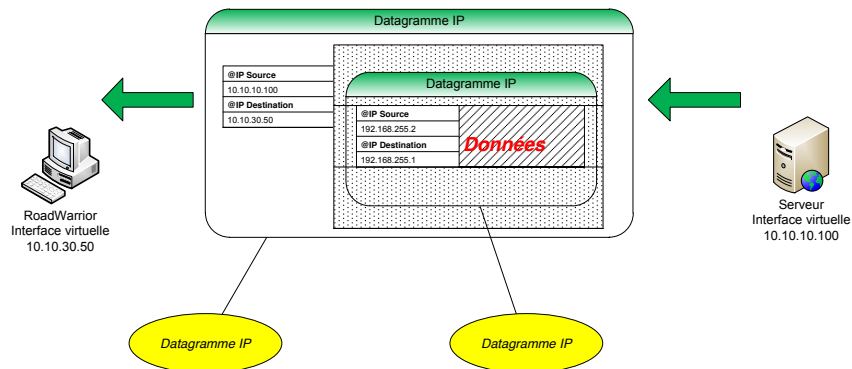 Datagramme IP
@IP Source
10.10.10.100
@IP Destination
10.10.30.50
Datagramme IP
@IP Source
192.168.255.2
@IP Destination
192.168.255.1
Données
RoadWarrior
Interface virtuelle
10.10.30.50
Serveur
Interface virtuelle
10.10.10.100
Datagramme IP
Datagramme IP